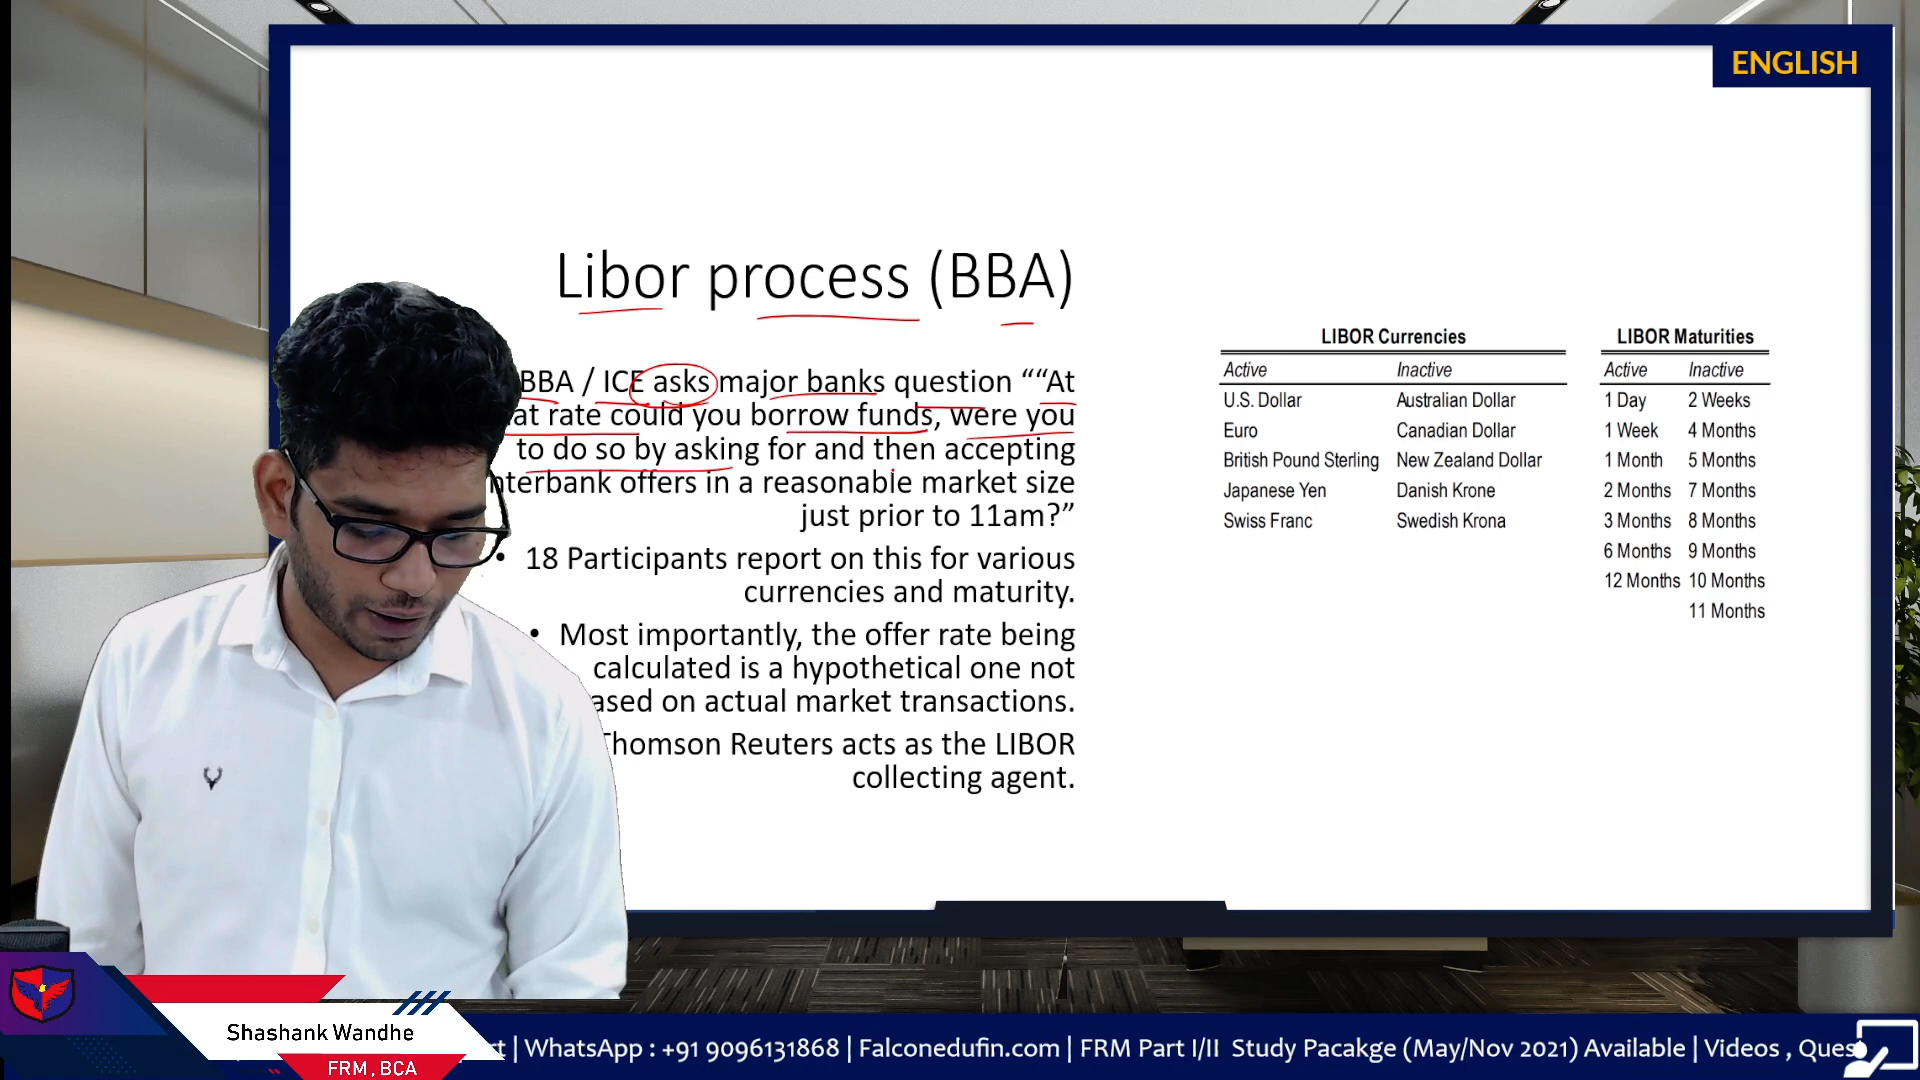 ENGLISH
Libor process (BBA)
BBA / ICE asks major banks question ““At
rate could you borrow funds, were you
to do so by asking for and then accepting
offers in a reasonable market size
just prior to 11am?”
• 18 Participants report on this for various
currencies and maturity.
• Most importantly, the offer rate being
calculated is a hypothetical one not
on actual market transactions.
Thomson Reuters acts as the LIBOR
collecting agent.
LIBOR Currencies
Active Inactive
U.S. Dollar Australian Dollar
Euro Canadian Dollar
British Pound Sterling New Zealand Dollar
Japanese Yen Danish Krone
Swiss Franc Swedish Krona
LIBOR Maturities
Active Inactive
1 Day 2 Weeks
1 Week 4 Months
1 Month 5 Months
2 Months 7 Months
3 Months 8 Months
6 Months 9 Months
12 Months 10 Months
11 Months
Shashank Wandhe
FRM, BCA
| WhatsApp : +91 9096131868 | Falconedufin.com | FRM Part I/II Study Pacakge (May/Nov 2021) Available | Videos ,